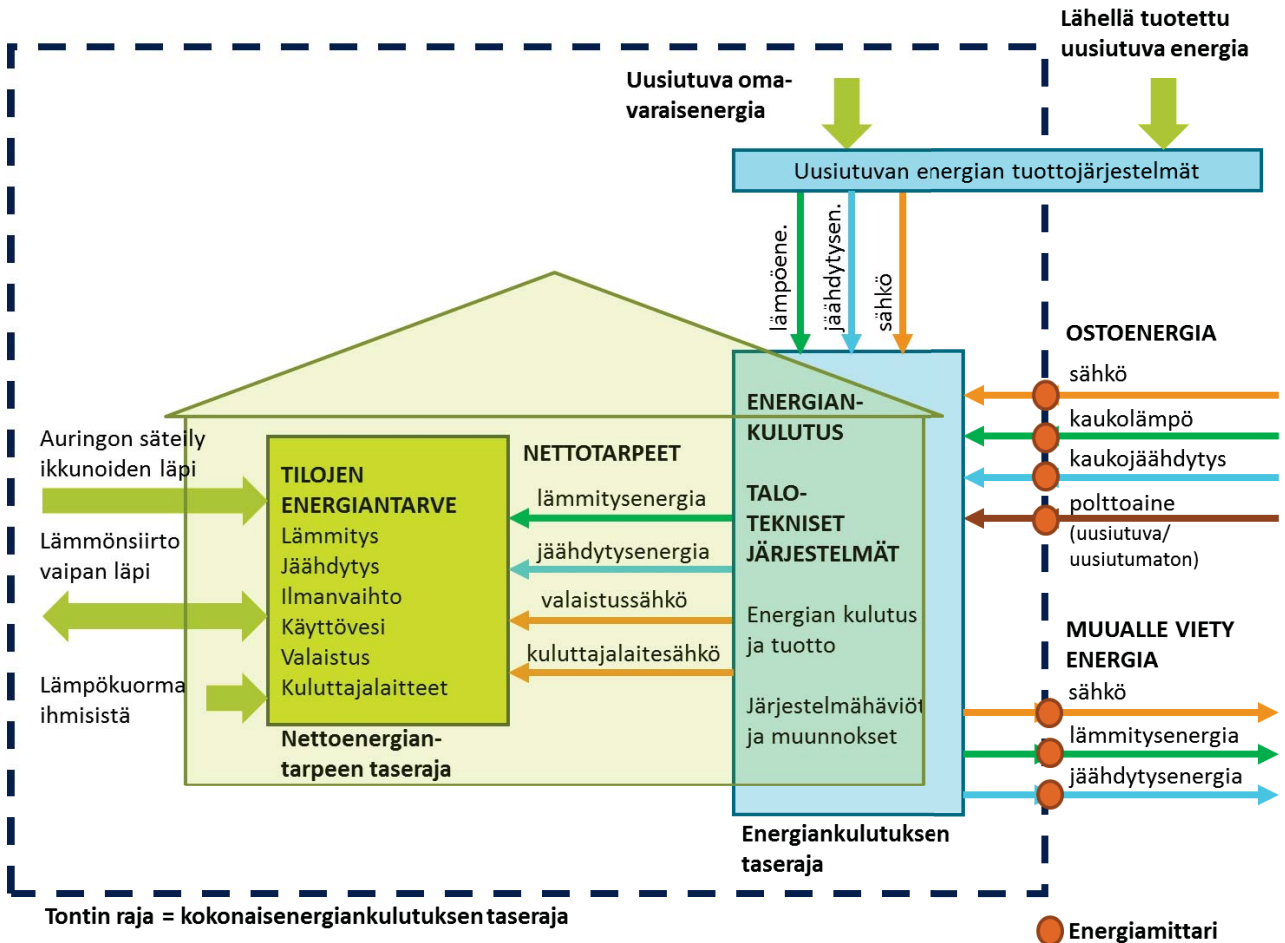 Lähellä tuotettu
uusiutuva energia
Uusiutuva oma-
varaisenergia
Uusiutuvan energian tuottojärjestelmät
lämpöene.
jäähdytysen.
sähkö
OSTOENERGIA
sähkö
kaukolämpö
kaukojäähdytys
polttoaine
(uusiutuva/
uusiutumaton)
MUUALLE VIETY
ENERGIA
sähkö
lämmitysenergia
jäähdytysenergia
ENERGIAN-
KULUTUS
TALO-
TEKNISET
JÄRJESTELMÄT
Energian kulutus
ja tuotto
Järjestelmähäviöt
ja muunnokset
Energiankulutuksen
taseraja
NETTOTARPEET
lämmitysenergia
jäähdytysenergia
valaistussähkö
kuluttajalaitesähkö
TILOJEN
ENERGIANTARVE
Lämmitys
Jäähdytys
Ilmanvaihto
Käyttövesi
Valaistus
Kuluttajalaitteet
Nettoenergian-
tarpeen taseraja
Auringon säteily
ikkunoiden läpi
Lämmönsiirto
vaipan läpi
Lämpökuorma
ihmisistä
Tontin raja = kokonaisenergiankulutuksen taseraja
Energiamittari